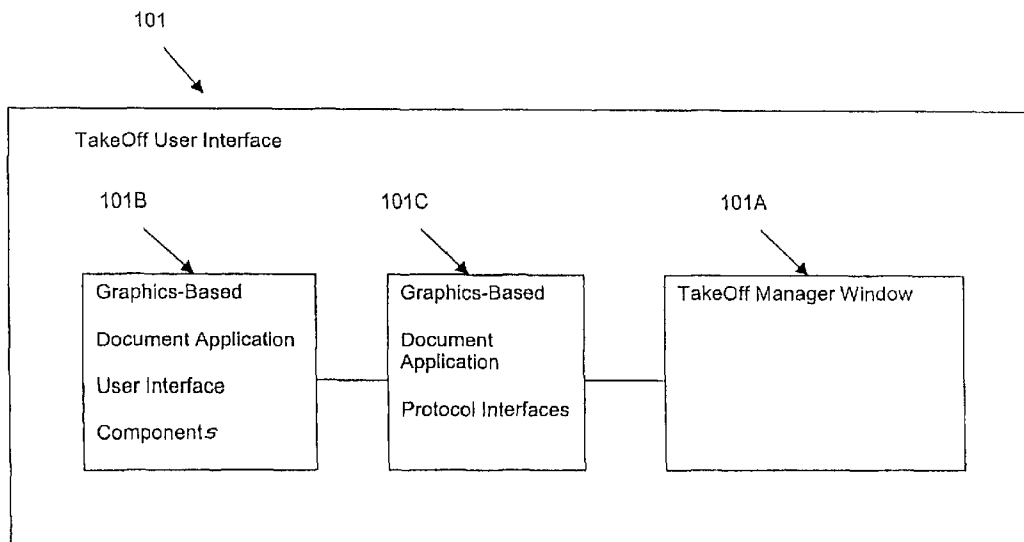 101
TakeOff User Interface
101B
101C
101A
Graphics-Based
Document Application
User Interface
Components
Graphics-Based
Document
Application
Protocol Interfaces
TakeOff Manager Window